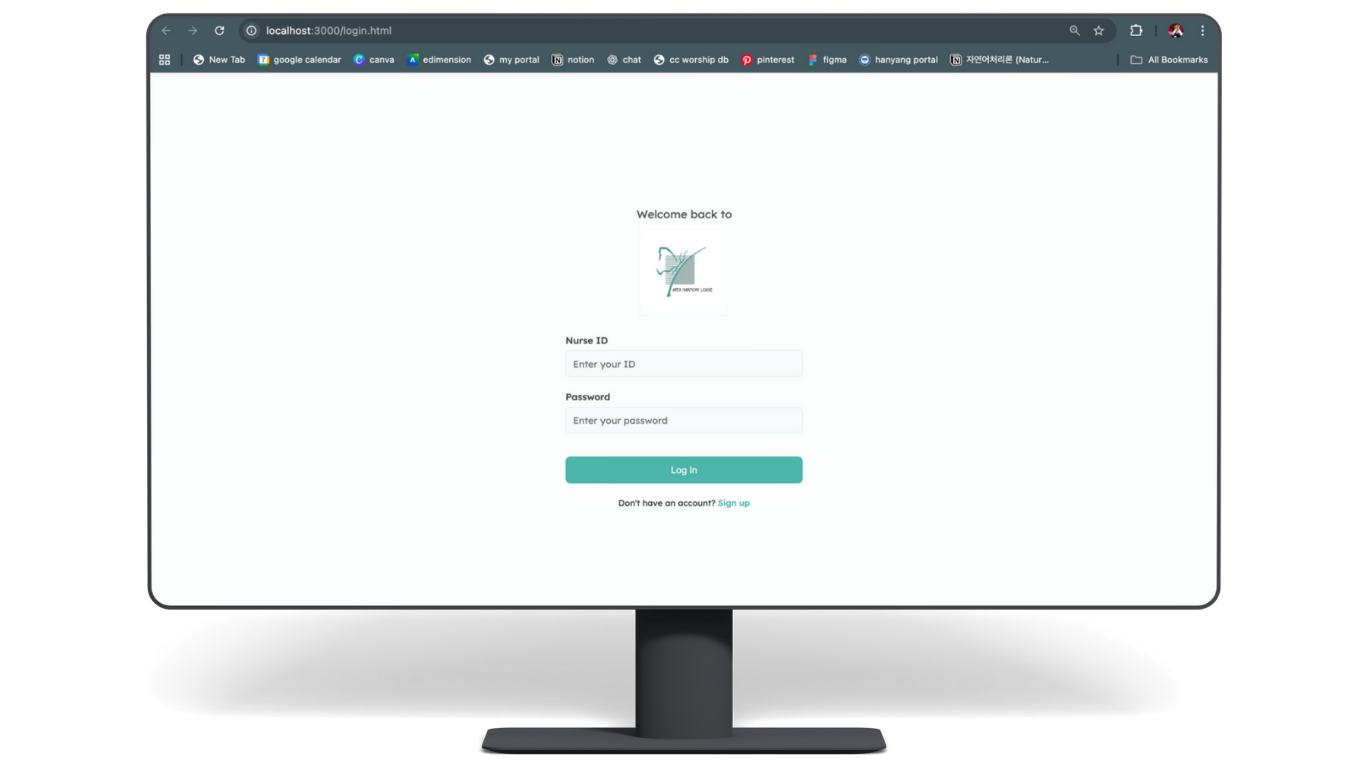 localhost:3000/login.html
New Tab google calendar canva edimension my portal notion chat cc worship db pinterest figma hanyang portal 자연어처리론 (Natur... All Bookmarks
Welcome back to
Nurse ID
Enter your ID
Password
Enter your password
Log In
Don't have an account? Sign up